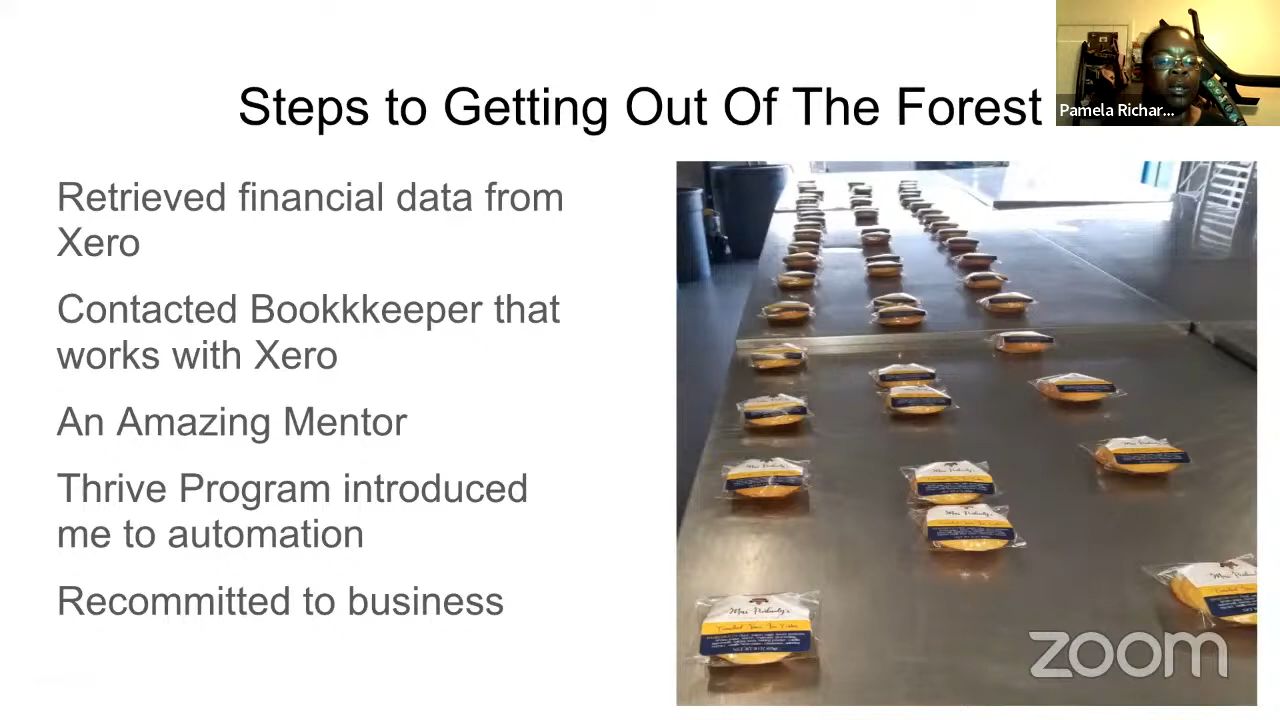 Steps to Getting Out Of The Forest
Pamela Richar...
Retrieved financial data from
Xero
Contacted Bookkkeeper that
works with Xero
An Amazing Mentor
Thrive Program introduced
me to automation
Recommitted to business
zoom